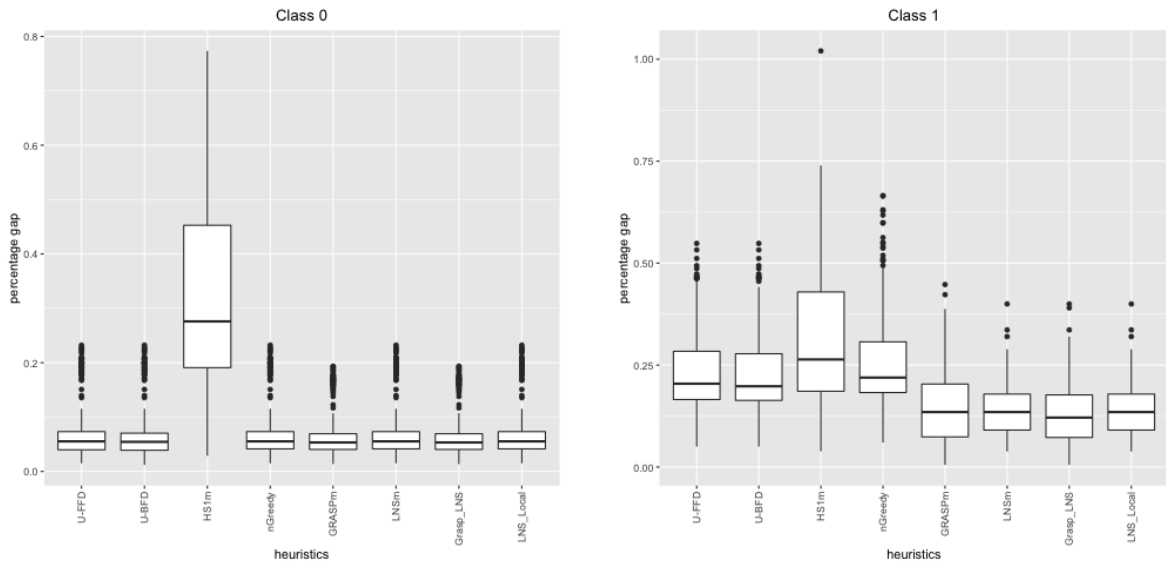 Class 0
percentage gap
0.8
0.6
0.4
0.2
0.0
U-FFD
U-BFD
HS1m
nGreedy
GRASPm
LNSm
Grasp_LNS
LNS_Local
heuristics
Class 1
percentage gap
1.00
0.75
0.50
0.25
0.00
U-FFD
U-BFD
HS1m
nGreedy
GRASPm
LNSm
Grasp_LNS
LNS_Local
heuristics